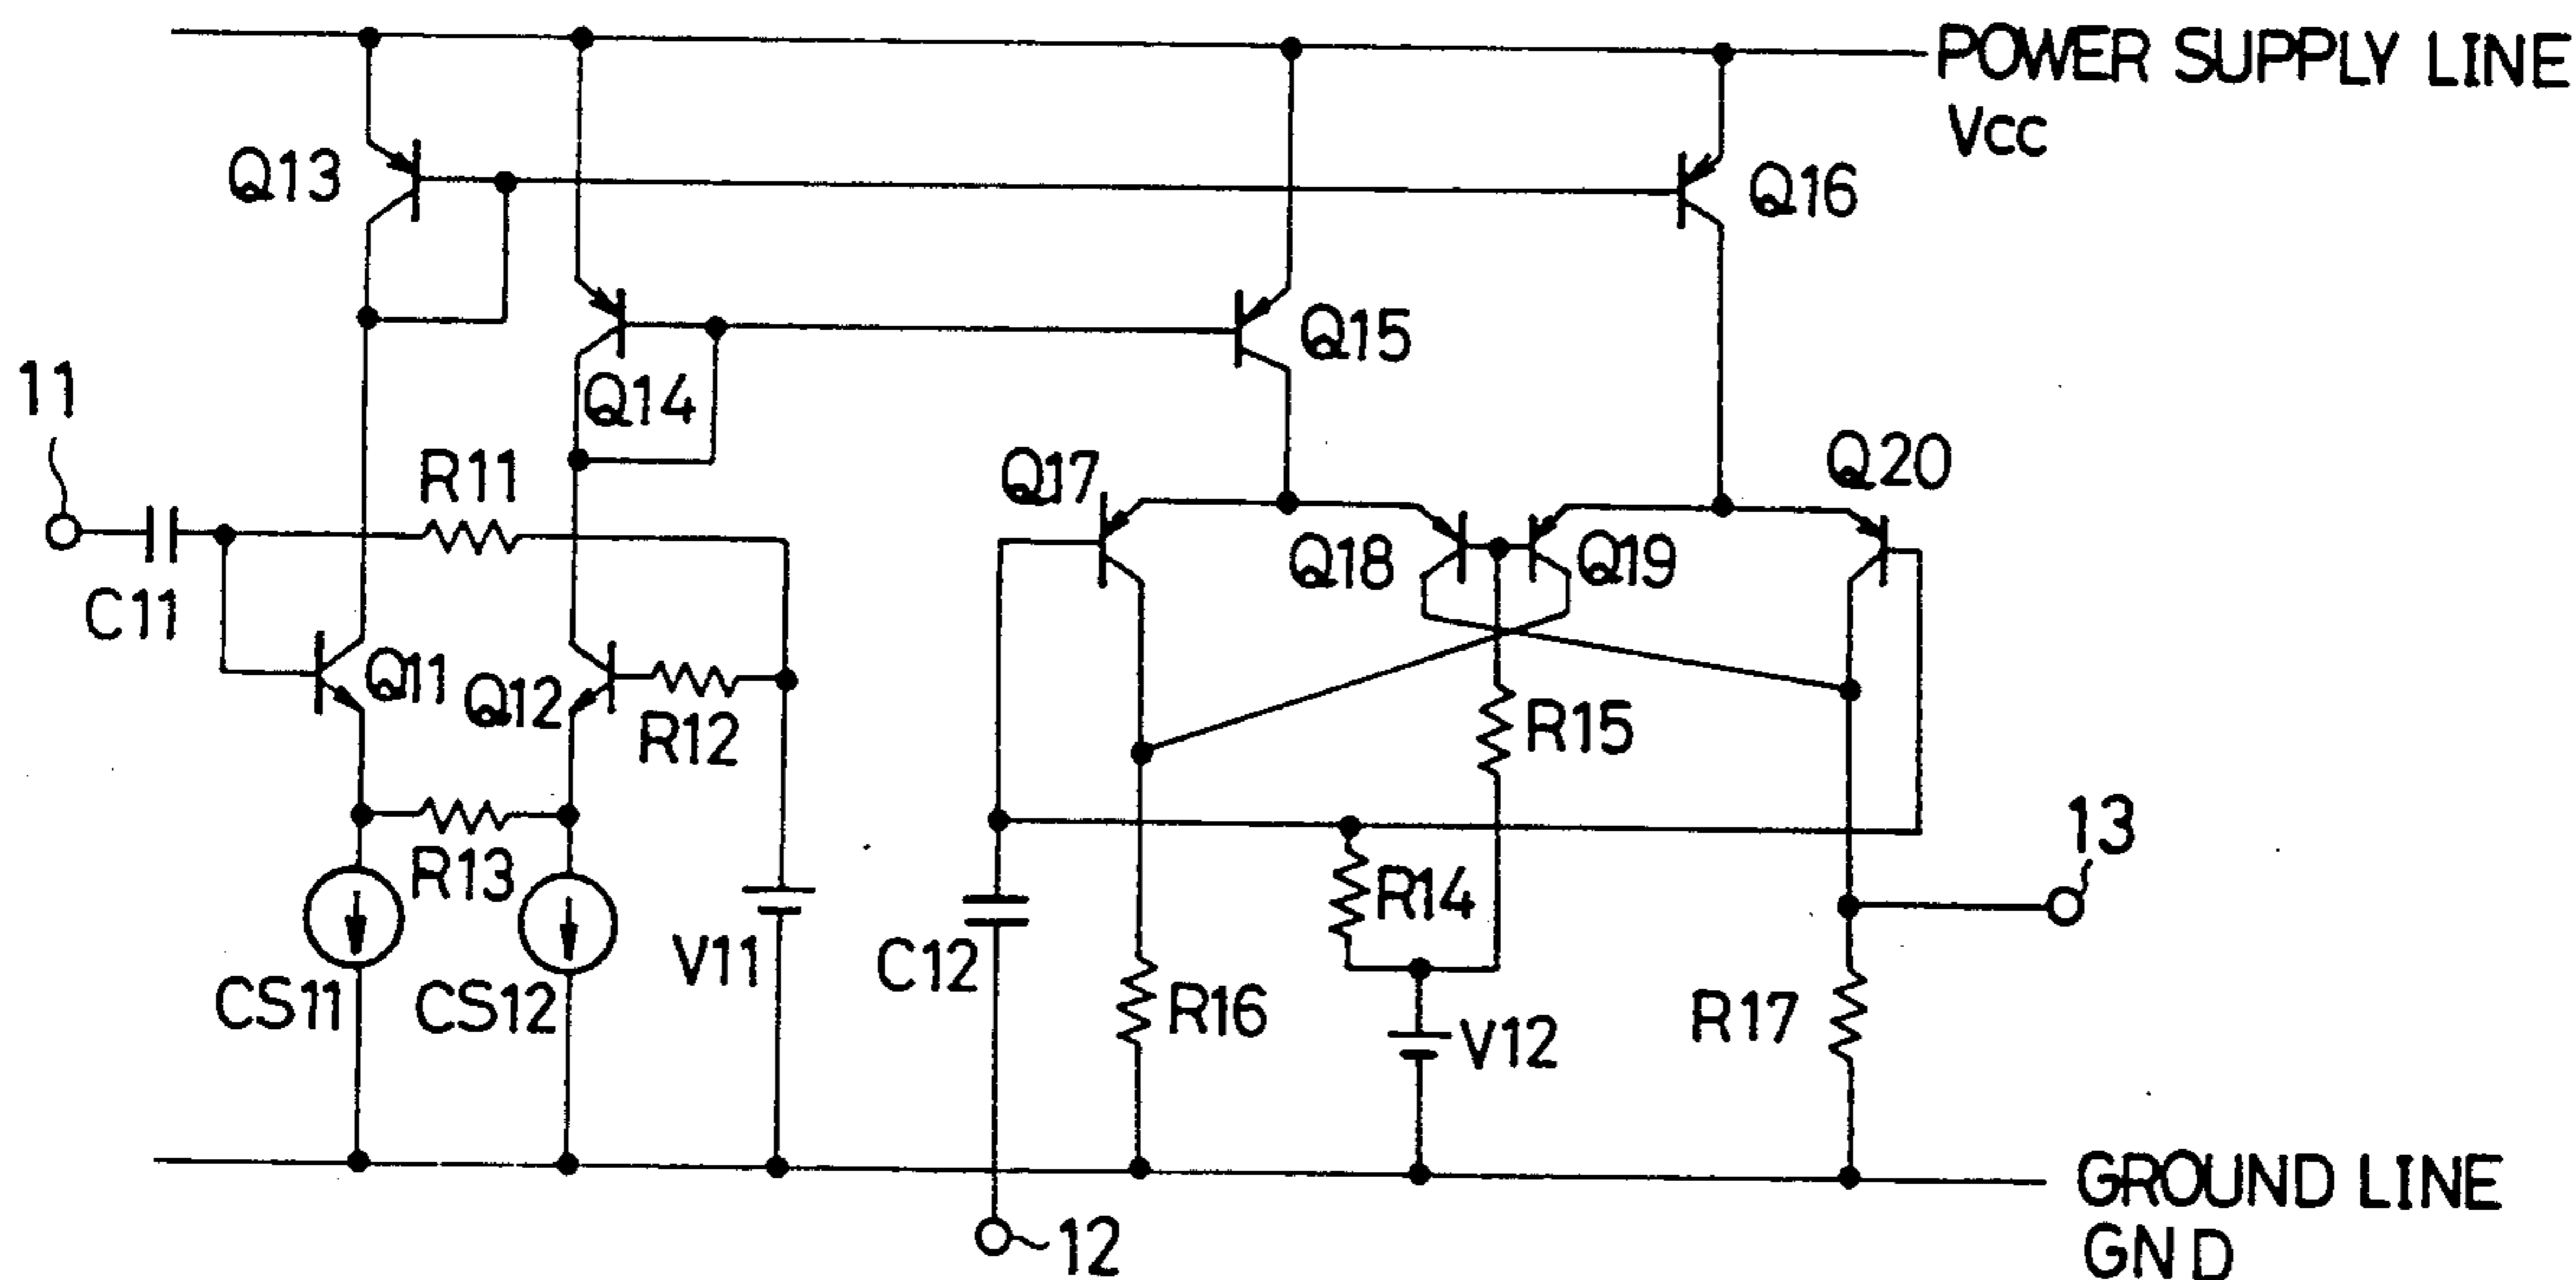 POWER SUPPLY LINE
Vcc
Q13
Q16
Q15
11
Q14
R11
Q17
Q20
Q18
Q19
C11
Q11
Q12
R12
R15
13
R13
R14
C12
V11
CS11
CS12
R16
V12
R17
GROUND LINE
GND
12